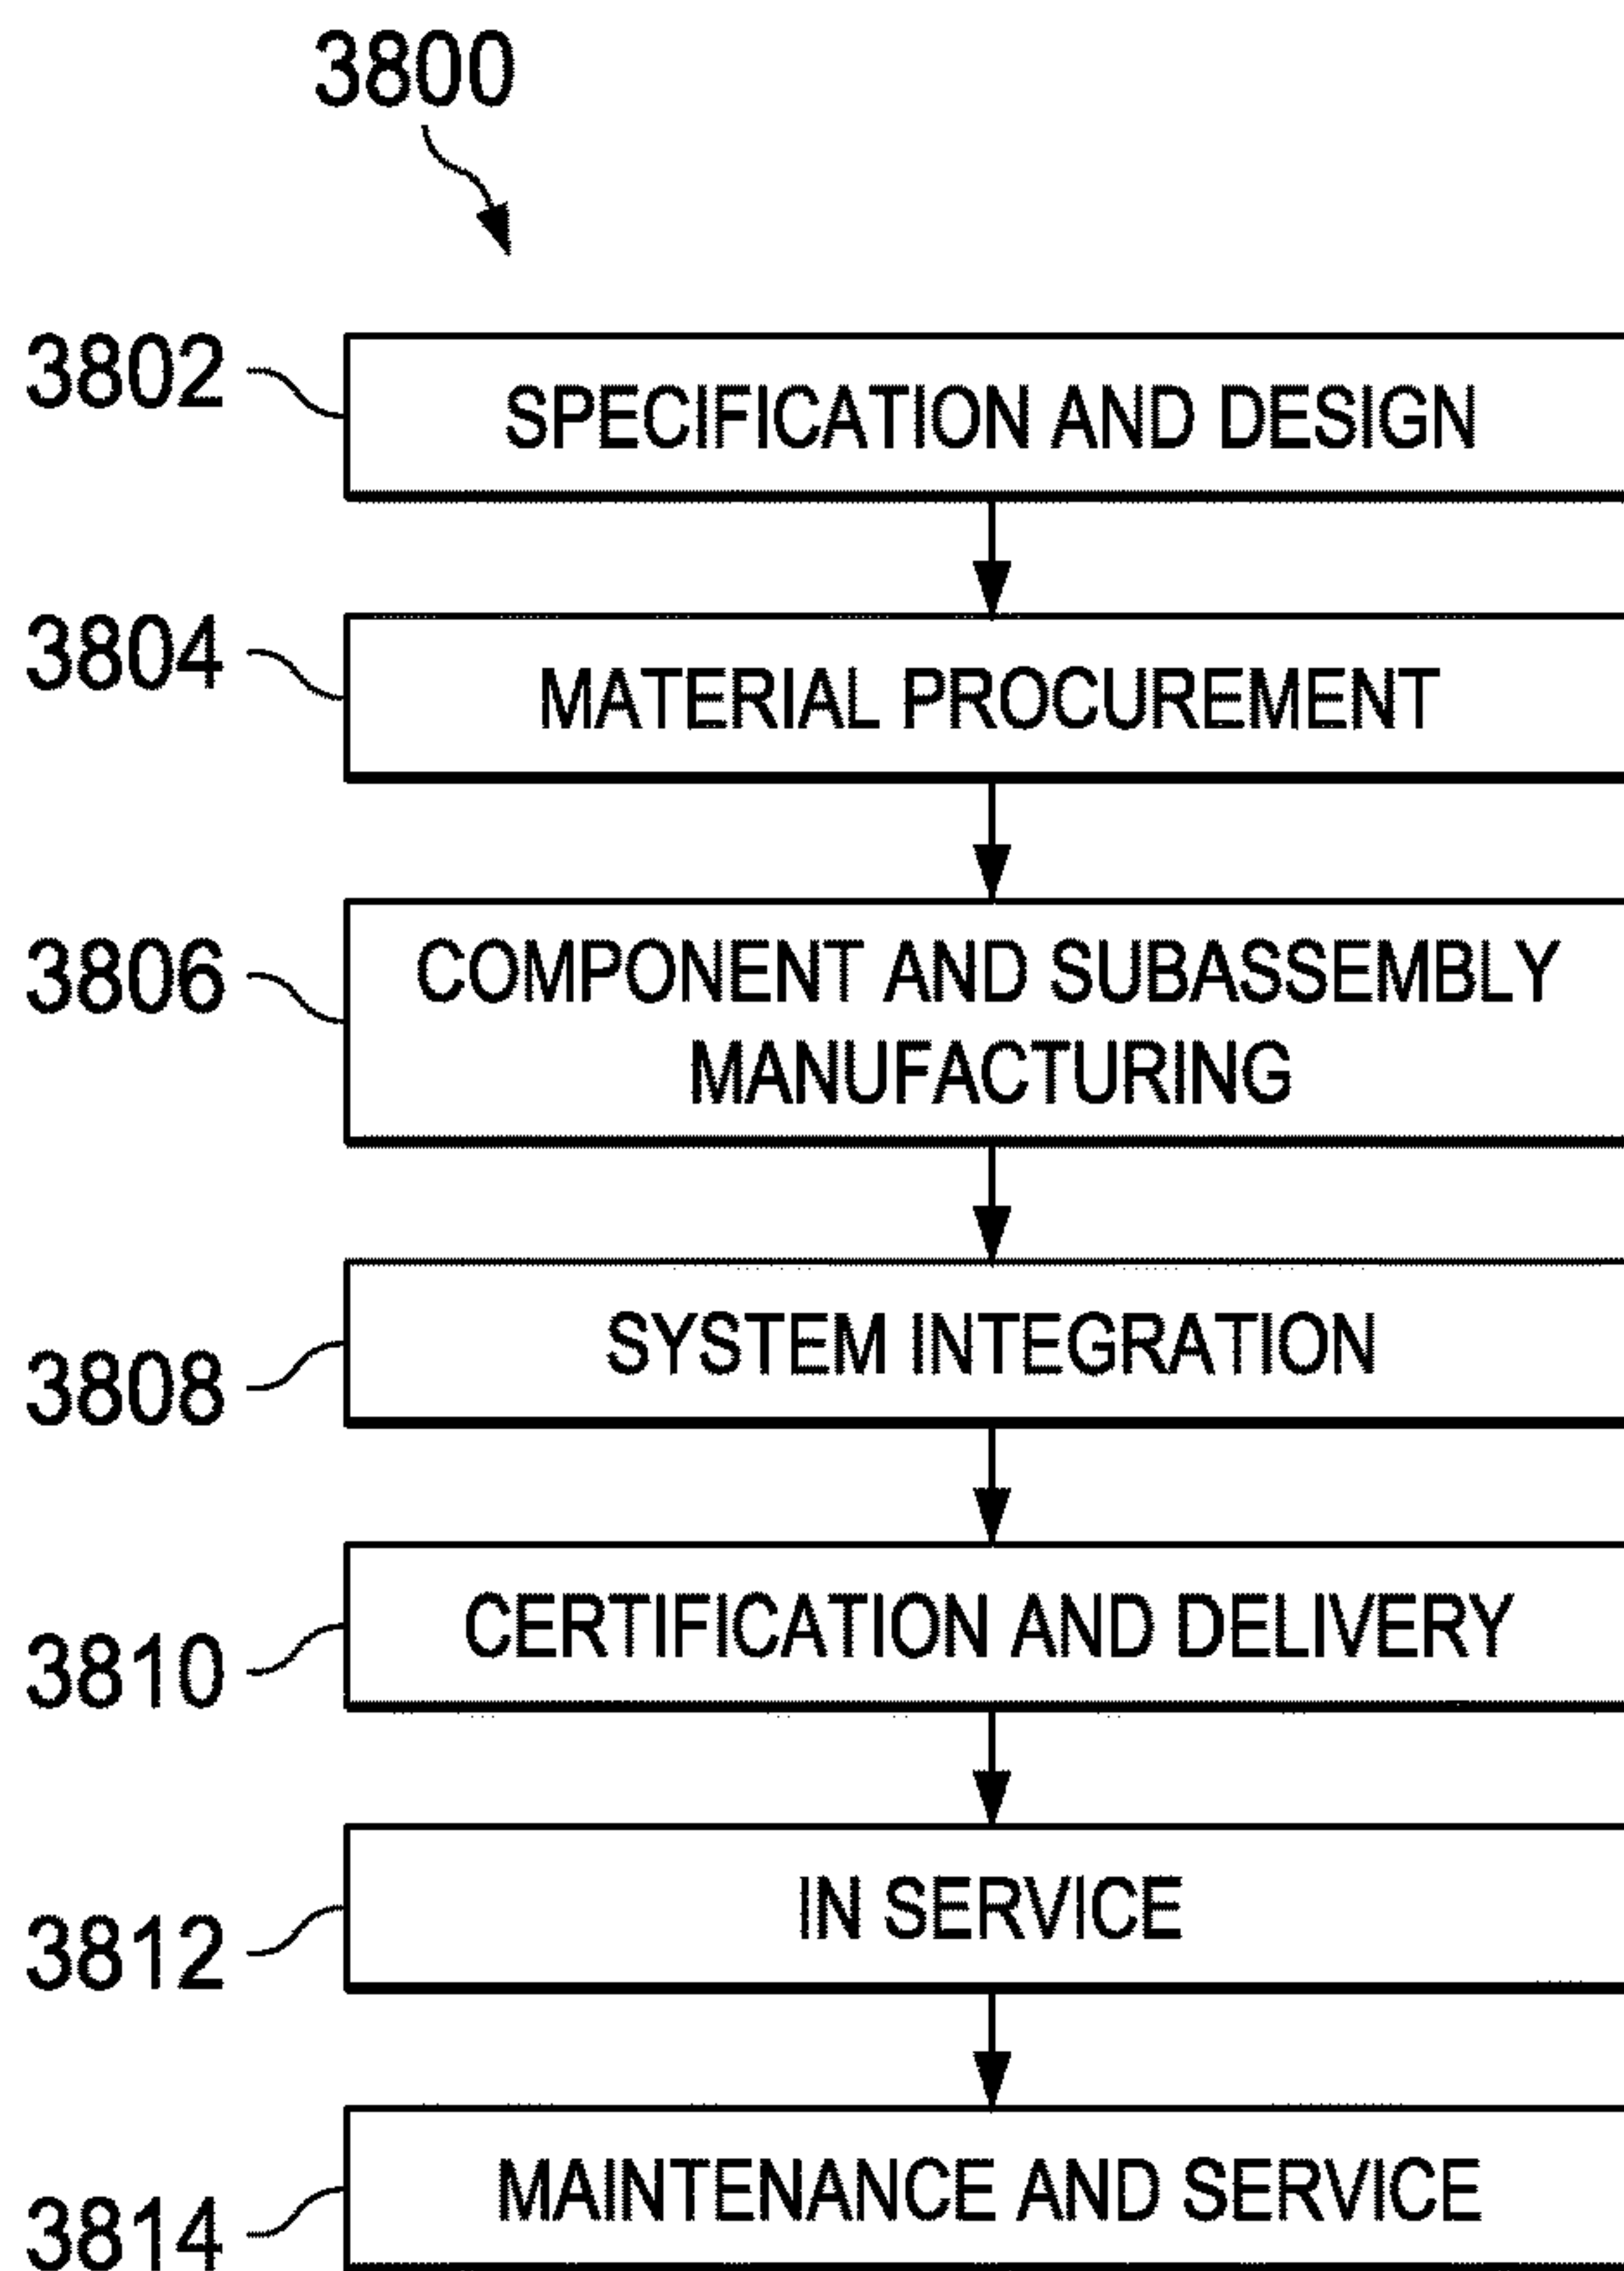 3800
3802
SPECIFICATION AND DESIGN
3804
MATERIAL PROCUREMENT
3806
COMPONENT AND SUBASSEMBLY
MANUFACTURING
3808
SYSTEM INTEGRATION
3810
CERTIFICATION AND DELIVERY
3812
IN SERVICE
3814
MAINTENANCE AND SERVICE